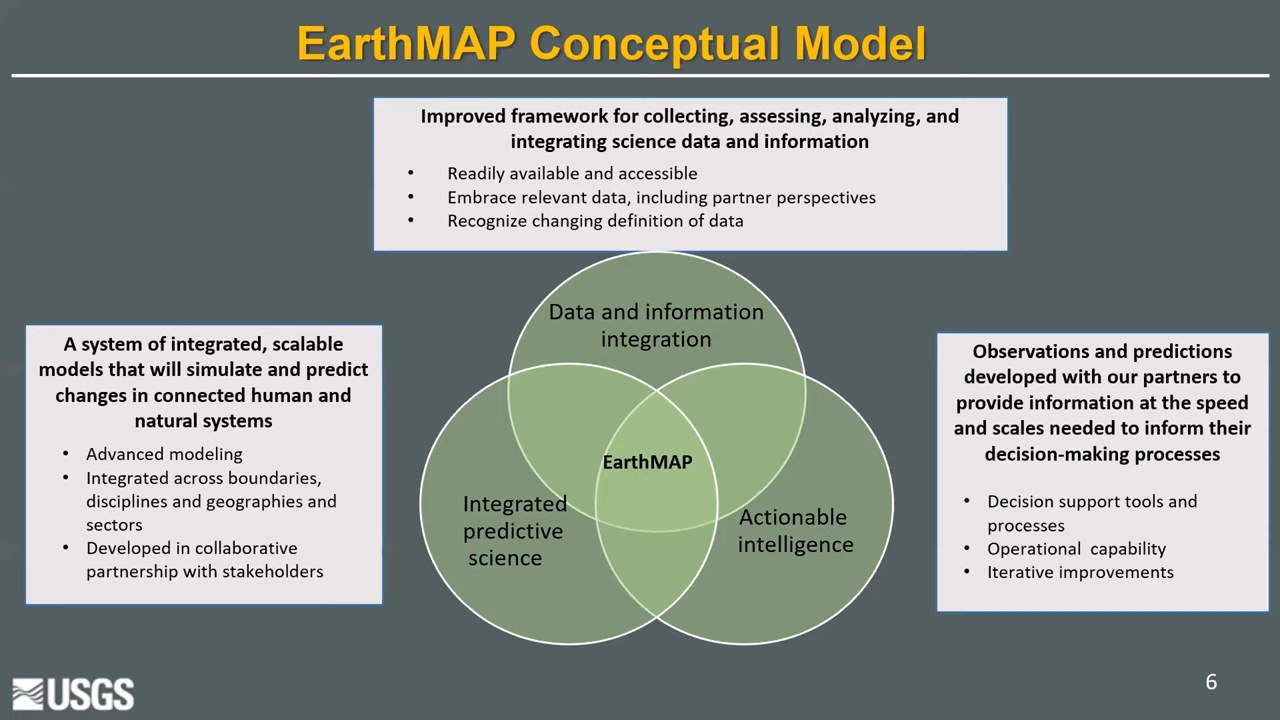 EarthMAP Conceptual Model
Improved framework for collecting, assessing, analyzing, and
integrating science data and information
• Readily available and accessible
• Embrace relevant data, including partner perspectives
• Recognize changing definition of data
Data and information
integration
A system of integrated, scalable
models that will simulate and predict
changes in connected human and
natural systems
• Advanced modeling
• Integrated across boundaries,
disciplines and geographies and
sectors
• Developed in collaborative
partnership with stakeholders
EarthMAP
Integrated
predictive
science
Actionable
intelligence
Observations and predictions
developed with our partners to
provide information at the speed
and scales needed to inform their
decision-making processes
• Decision support tools and
processes
• Operational capability
• Iterative improvements
USGS
6